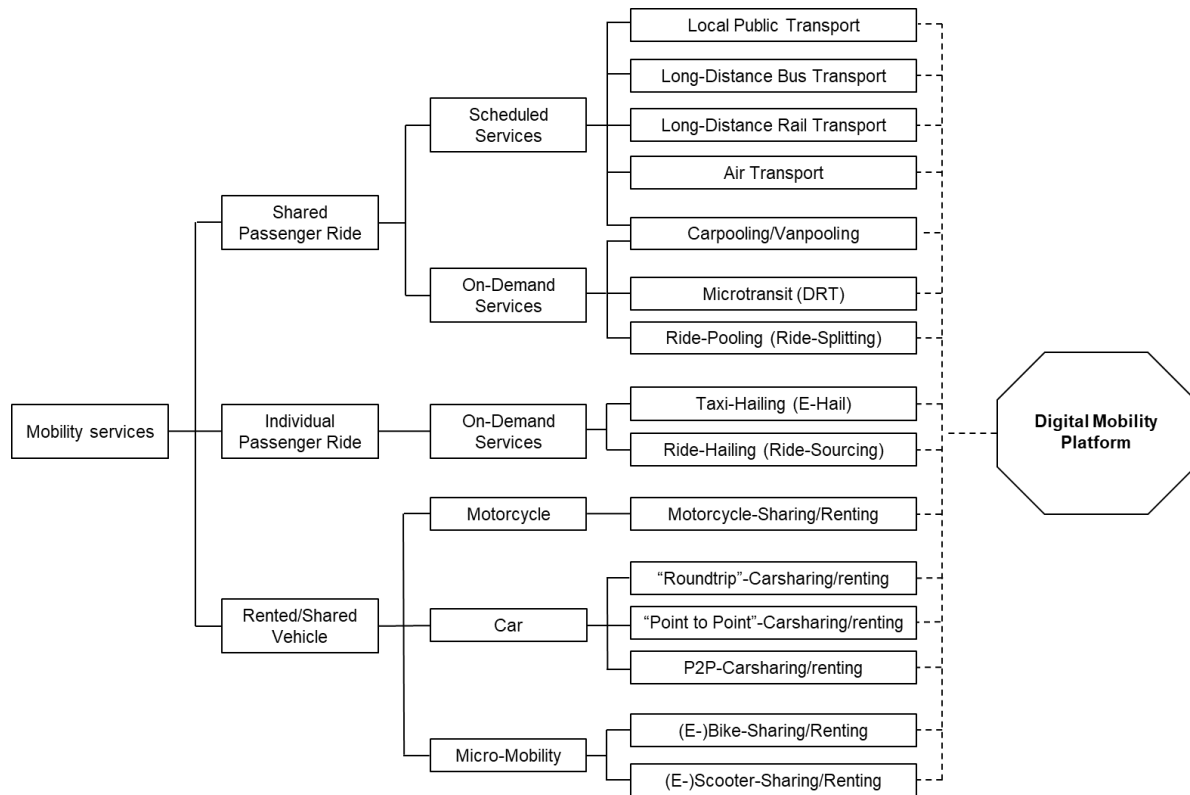 Local Public Transport
Long-Distance Bus Transport
Scheduled
Services
Long-Distance Rail Transport
Air Transport
Shared
Passenger Ride
Carpooling/Vanpooling
On-Demand
Services
Microtransit (DRT)
Ride-Pooling (Ride-Splitting)
Mobility services
Individual
Passenger Ride
On-Demand
Services
Taxi-Hailing (E-Hail)
Ride-Hailing (Ride-Sourcing)
Digital Mobility
Platform
Motorcycle
Motorcycle-Sharing/Renting
Rented/Shared
Vehicle
Car
“Roundtrip”-Carsharing/renting
“Point to Point”-Carsharing/renting
P2P-Carsharing/renting
Micro-Mobility
(E-)Bike-Sharing/Renting
(E-)Scooter-Sharing/Renting